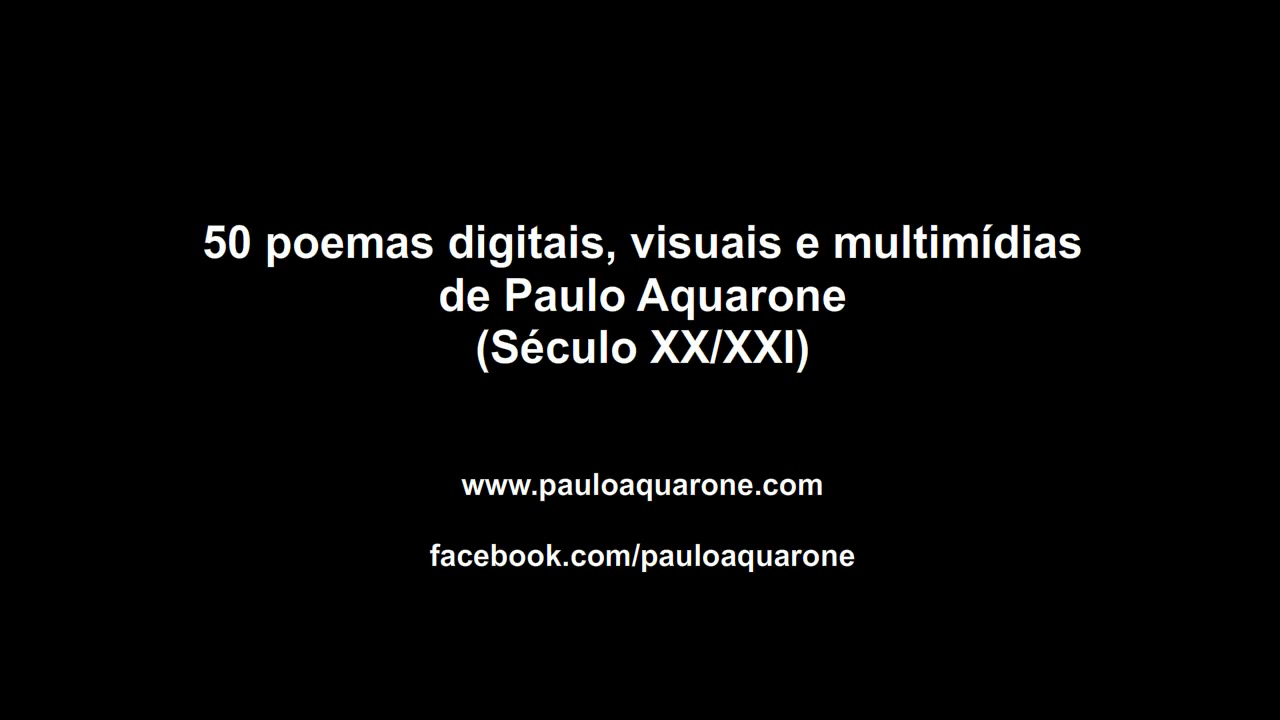 50 poemas digitais, visuais e multimídias
de Paulo Aquarone
(Século XX/XXI)
www.pauloaquarone.com
facebook.com/pauloaquarone